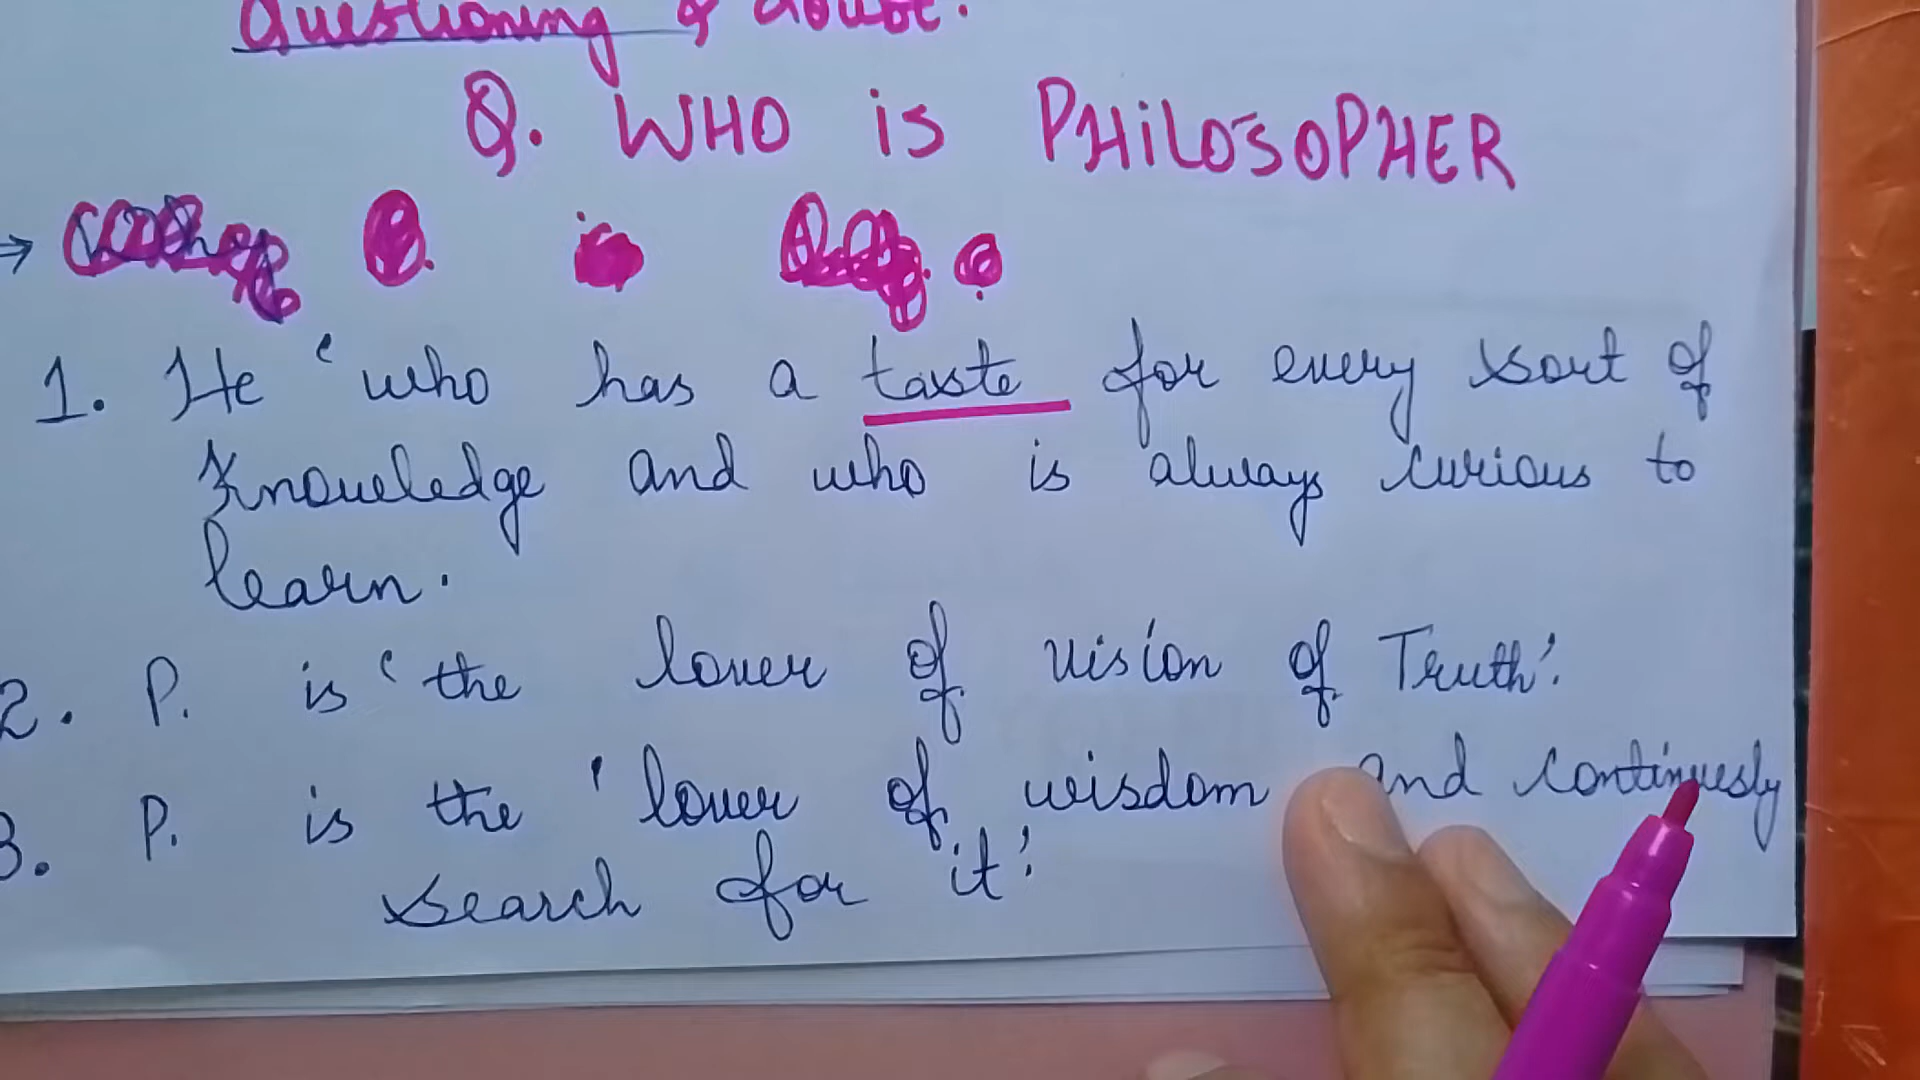 Questioning & doubt.
Q. WHO is PHILOSOPHER
1. He 'who has a taste for every sort of
knowledge and who is always curious to
learn.
2. P. is 'the lover of vision of Truth'.
3. P. is the 'lover of wisdom and continuesly
search for it'.